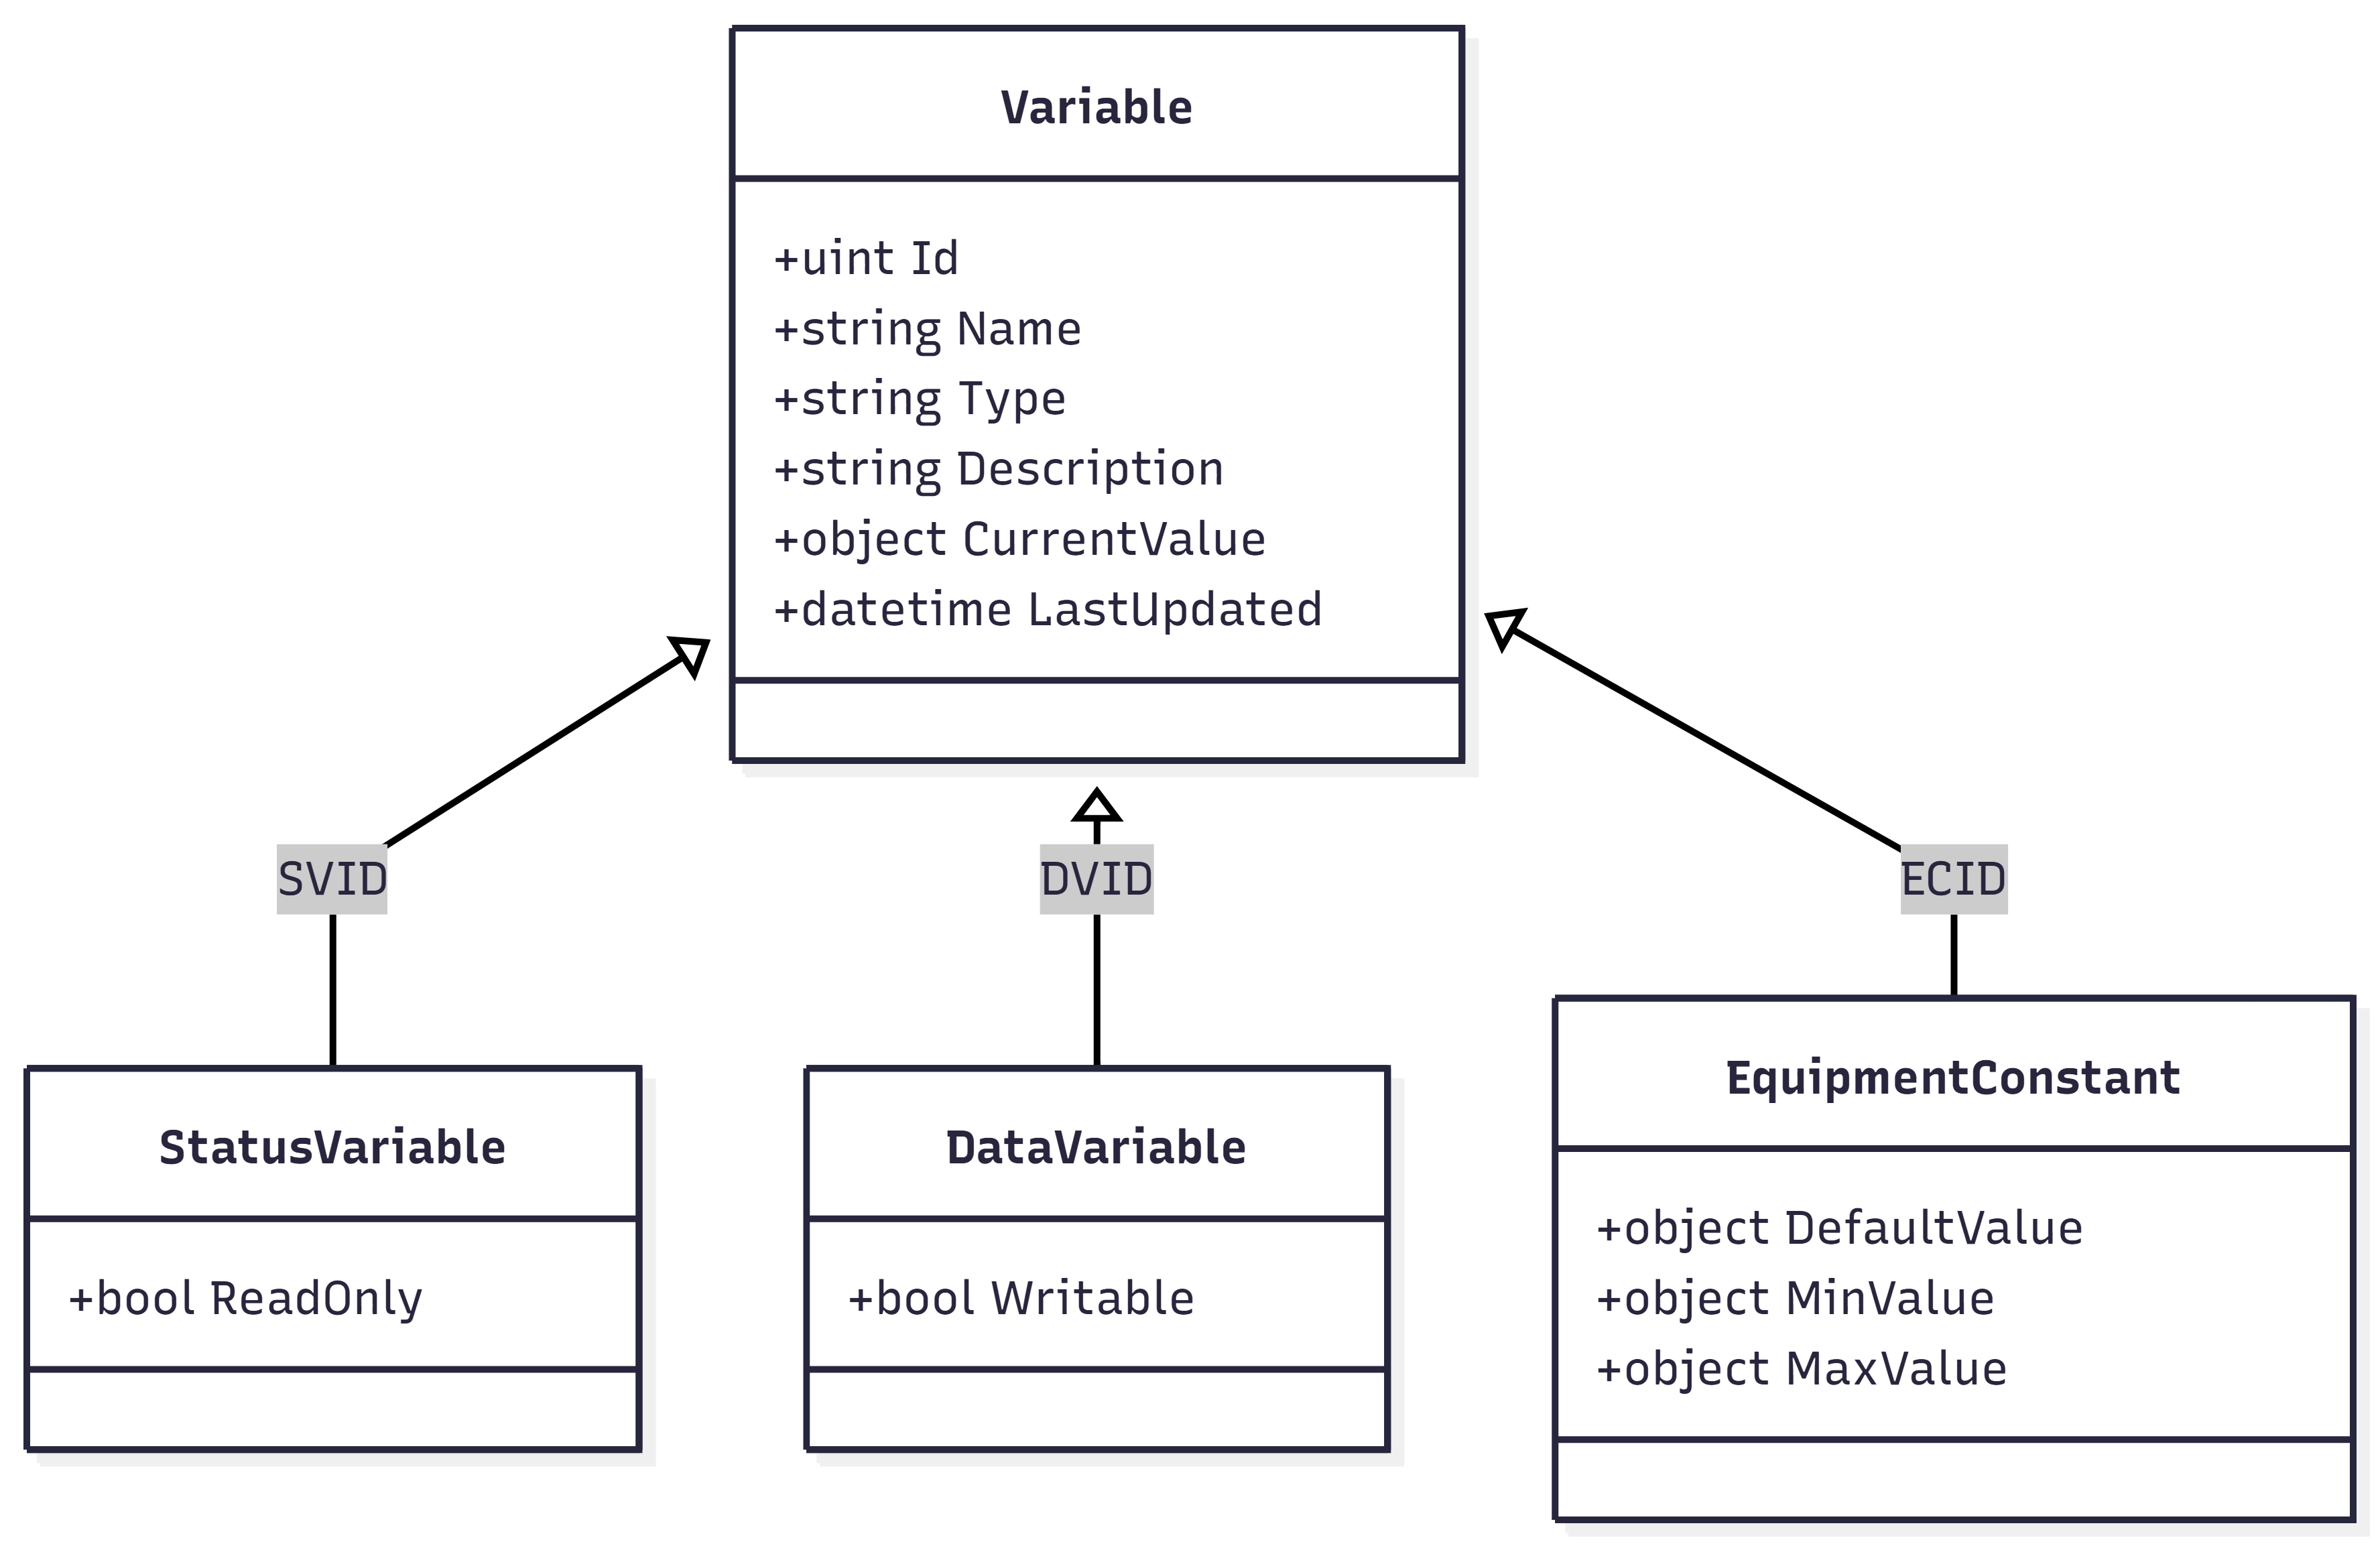 Variable
+uint Id
+string Name
+string Type
+string Description
+object CurrentValue
+datetime LastUpdated
SVID
DVID
ECID
StatusVariable
+bool ReadOnly
DataVariable
+bool Writable
EquipmentConstant
+object DefaultValue
+object MinValue
+object MaxValue